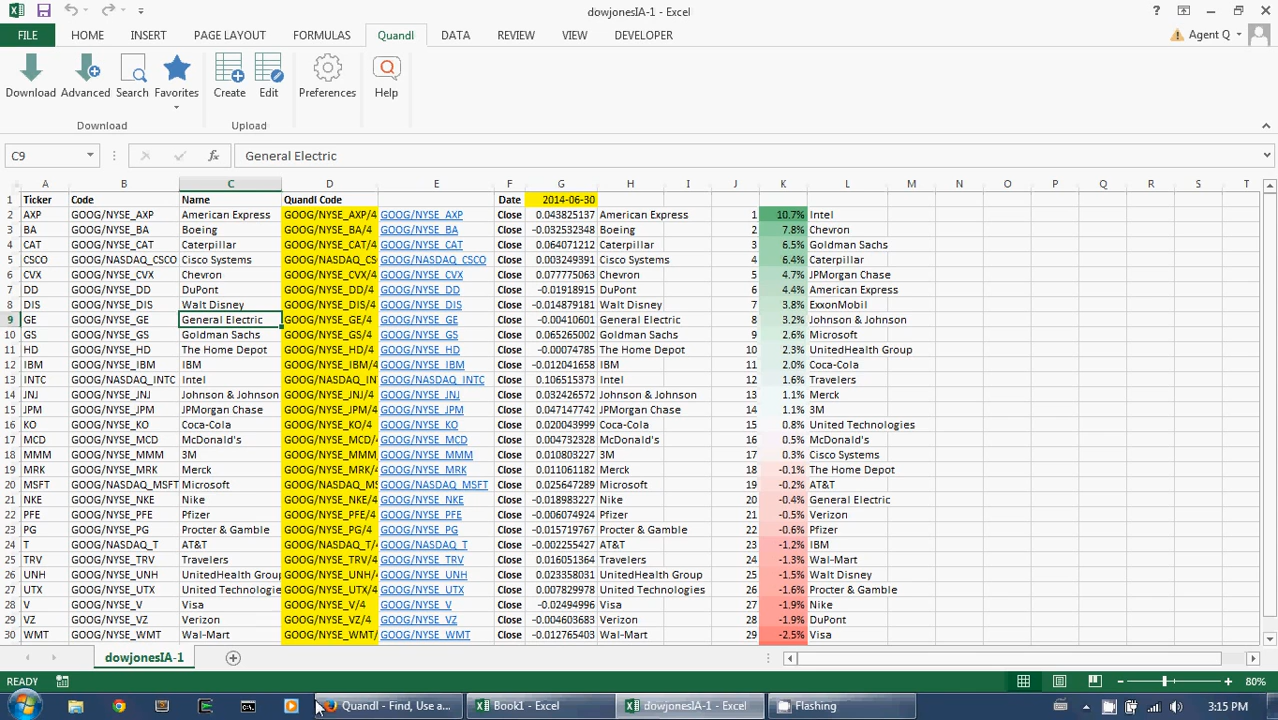 dowjonesIA-1 - Excel
FILE HOME INSERT PAGE LAYOUT FORMULAS Quandl DATA REVIEW VIEW DEVELOPER Agent Q
Download Advanced Search Favorites Create Edit Preferences Help
Download Upload
C9 fx General Electric
A B C D E F G H I J K L M N O P Q R S T
1 Ticker Code Name Quandl Code Date 2014-06-30
2 AXP GOOG/NYSE_AXP American Express GOOG/NYSE_AXP/4 GOOG/NYSE_AXP Close 0.043825137 American Express 1 10.7% Intel
3 BA GOOG/NYSE_BA Boeing GOOG/NYSE_BA/4 GOOG/NYSE_BA Close -0.032532348 Boeing 2 7.8% Chevron
4 CAT GOOG/NYSE_CAT Caterpillar GOOG/NYSE_CAT/4 GOOG/NYSE_CAT Close 0.064071212 Caterpillar 3 6.5% Goldman Sachs
5 CSCO GOOG/NASDAQ_CSCO Cisco Systems GOOG/NASDAQ_CS GOOG/NASDAQ_CSCO Close 0.003249391 Cisco Systems 4 6.4% Caterpillar
6 CVX GOOG/NYSE_CVX Chevron GOOG/NYSE_CVX/4 GOOG/NYSE_CVX Close 0.077775063 Chevron 5 4.7% JPMorgan Chase
7 DD GOOG/NYSE_DD DuPont GOOG/NYSE_DD/4 GOOG/NYSE_DD Close -0.01918951 DuPont 6 4.4% American Express
8 DIS GOOG/NYSE_DIS Walt Disney GOOG/NYSE_DIS/4 GOOG/NYSE_DIS Close -0.014879181 Walt Disney 7 3.8% ExxonMobil
9 GE GOOG/NYSE_GE General Electric GOOG/NYSE_GE/4 GOOG/NYSE_GE Close -0.00410601 General Electric 8 3.2% Johnson & Johnson
10 GS GOOG/NYSE_GS Goldman Sachs GOOG/NYSE_GS/4 GOOG/NYSE_GS Close 0.065265002 Goldman Sachs 9 2.6% Microsoft
11 HD GOOG/NYSE_HD The Home Depot GOOG/NYSE_HD/4 GOOG/NYSE_HD Close -0.00074785 The Home Depot 10 2.3% UnitedHealth Group
12 IBM GOOG/NYSE_IBM IBM GOOG/NYSE_IBM/4 GOOG/NYSE_IBM Close -0.012041658 IBM 11 2.0% Coca-Cola
13 INTC GOOG/NASDAQ_INTC Intel GOOG/NASDAQ_IN GOOG/NASDAQ_INTC Close 0.106515373 Intel 12 1.6% Travelers
14 JNJ GOOG/NYSE_JNJ Johnson & Johnson GOOG/NYSE_JNJ/4 GOOG/NYSE_JNJ Close 0.032426572 Johnson & Johnson 13 1.1% Merck
15 JPM GOOG/NYSE_JPM JPMorgan Chase GOOG/NYSE_JPM/4 GOOG/NYSE_JPM Close 0.047147742 JPMorgan Chase 14 1.1% 3M
16 KO GOOG/NYSE_KO Coca-Cola GOOG/NYSE_KO/4 GOOG/NYSE_KO Close 0.020043999 Coca-Cola 15 0.8% United Technologies
17 MCD GOOG/NYSE_MCD McDonald's GOOG/NYSE_MCD/ GOOG/NYSE_MCD Close 0.004732328 McDonald's 16 0.5% McDonald's
18 MMM GOOG/NYSE_MMM 3M GOOG/NYSE_MMM GOOG/NYSE_MMM Close 0.010803227 3M 17 0.3% Cisco Systems
19 MRK GOOG/NYSE_MRK Merck GOOG/NYSE_MRK/ GOOG/NYSE_MRK Close 0.011061182 Merck 18 -0.1% The Home Depot
20 MSFT GOOG/NASDAQ_MSFT Microsoft GOOG/NASDAQ_MS GOOG/NASDAQ_MSFT Close 0.025647289 Microsoft 19 -0.2% AT&T
21 NKE GOOG/NYSE_NKE Nike GOOG/NYSE_NKE/4 GOOG/NYSE_NKE Close -0.018983227 Nike 20 -0.4% General Electric
22 PFE GOOG/NYSE_PFE Pfizer GOOG/NYSE_PFE/4 GOOG/NYSE_PFE Close -0.006074924 Pfizer 21 -0.5% Verizon
23 PG GOOG/NYSE_PG Procter & Gamble GOOG/NYSE_PG/4 GOOG/NYSE_PG Close -0.015719767 Procter & Gamble 22 -0.6% Pfizer
24 T GOOG/NASDAQ_T AT&T GOOG/NASDAQ_T/ GOOG/NASDAQ_T Close -0.002255427 AT&T 23 -1.2% IBM
25 TRV GOOG/NYSE_TRV Travelers GOOG/NYSE_TRV/4 GOOG/NYSE_TRV Close 0.016051364 Travelers 24 -1.3% Wal-Mart
26 UNH GOOG/NYSE_UNH UnitedHealth Group GOOG/NYSE_UNH/ GOOG/NYSE_UNH Close 0.023358031 UnitedHealth Group 25 -1.5% Walt Disney
27 UTX GOOG/NYSE_UTX United Technologies GOOG/NYSE_UTX/4 GOOG/NYSE_UTX Close 0.007829978 United Technologies 26 -1.6% Procter & Gamble
28 V GOOG/NYSE_V Visa GOOG/NYSE_V/4 GOOG/NYSE_V Close -0.02494996 Visa 27 -1.9% Nike
29 VZ GOOG/NYSE_VZ Verizon GOOG/NYSE_VZ/4 GOOG/NYSE_VZ Close -0.004603683 Verizon 28 -1.9% DuPont
30 WMT GOOG/NYSE_WMT Wal-Mart GOOG/NYSE_WMT/ GOOG/NYSE_WMT Close -0.012765403 Wal-Mart 29 -2.5% Visa
dowjonesIA-1
READY 80%
Quandl - Find, Use a... Book1 - Excel dowjonesIA-1 - Excel Flashing 3:15 PM